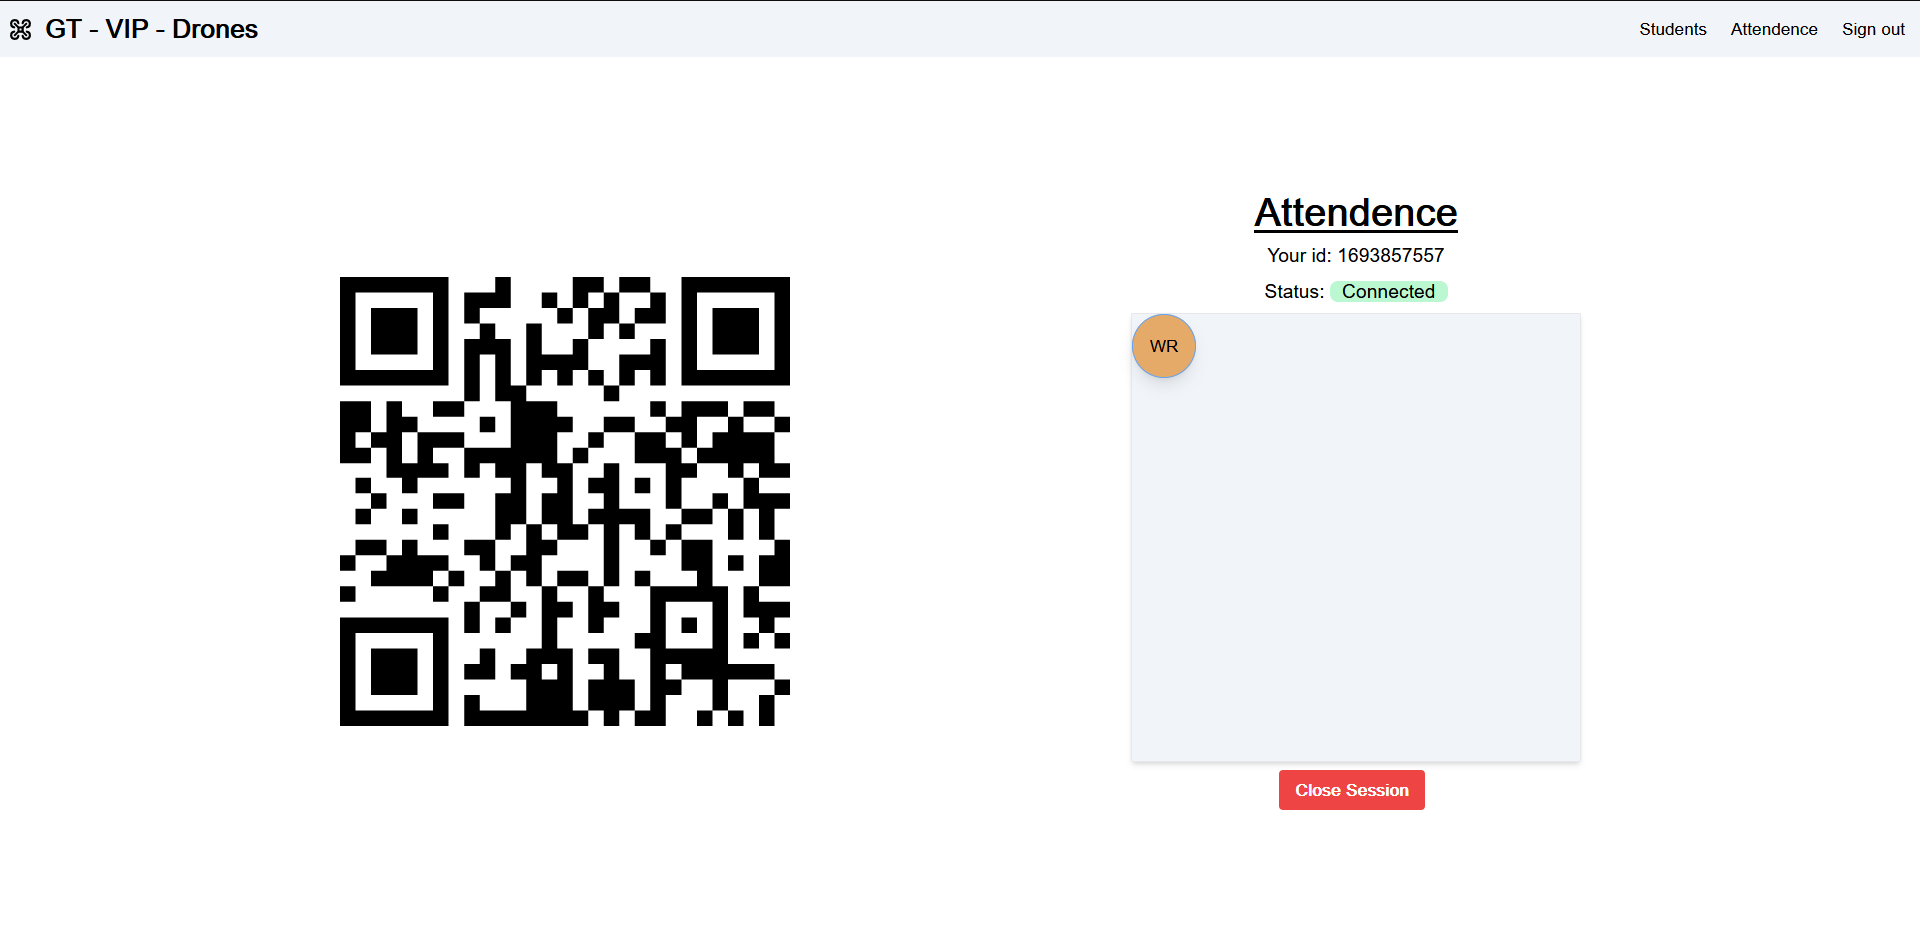 GT - VIP - Drones
Students
Attendence
Sign out
Attendence
Your id: 1693857557
Status: Connected
WR
Close Session